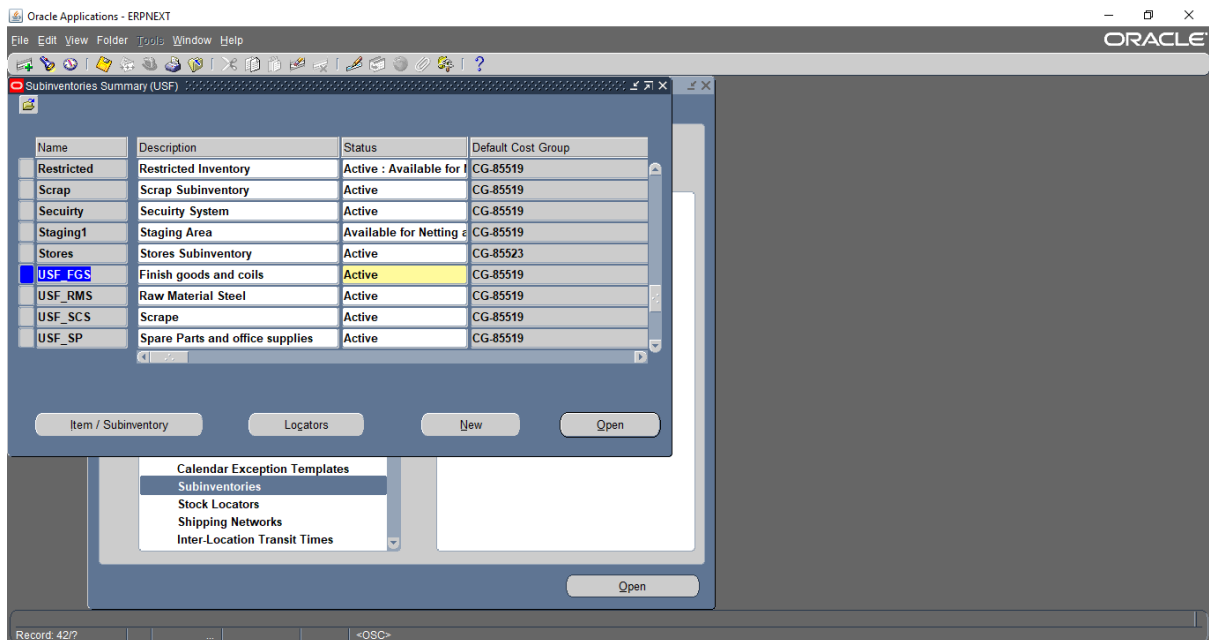 Oracle Applications - ERPNEXT
File Edit View Folder Tools Window Help
ORACLE
Subinventories Summary (USF)
Name Description Status Default Cost Group
Restricted Restricted Inventory Active : Available for CG-85519
Scrap Scrap Subinventory Active CG-85519
Secuirty Secuirty System Active CG-85519
Staging1 Staging Area Available for Netting a CG-85519
Stores Stores Subinventory Active CG-85523
USF_FGS Finish goods and coils Active CG-85519
USF_RMS Raw Material Steel Active CG-85519
USF_SCS Scrape Active CG-85519
USF_SP Spare Parts and office supplies Active CG-85519
Item / Subinventory Locators New Open
Calendar Exception Templates
Subinventories
Stock Locators
Shipping Networks
Inter-Location Transit Times
Open
Record: 42/? ... <OSC>